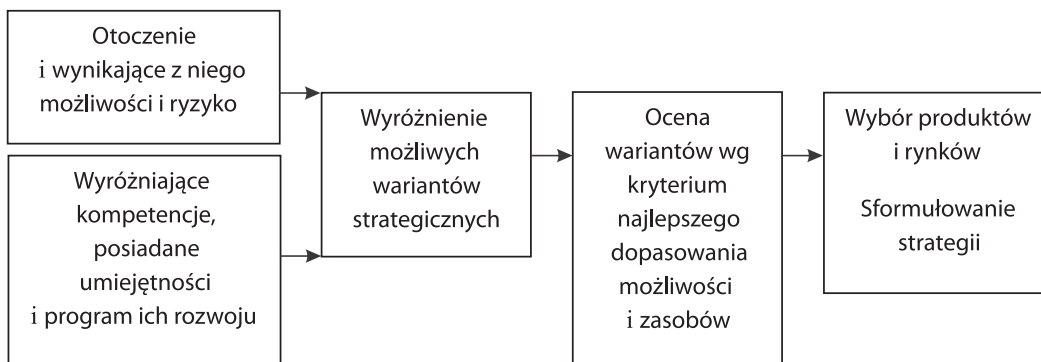 Otoczenie
i wynikające z niego
możliwości i ryzyko
Wyróżniające
kompetencje,
posiadane
umiejętności
i program ich rozwoju
Wyróżnienie
możliwych
wariantów
strategicznych
Ocena
wariantów wg
kryterium
najlepszego
dopasowania
możliwości
i zasobów
Wybór produktów
i rynków
Sformułowanie
strategii